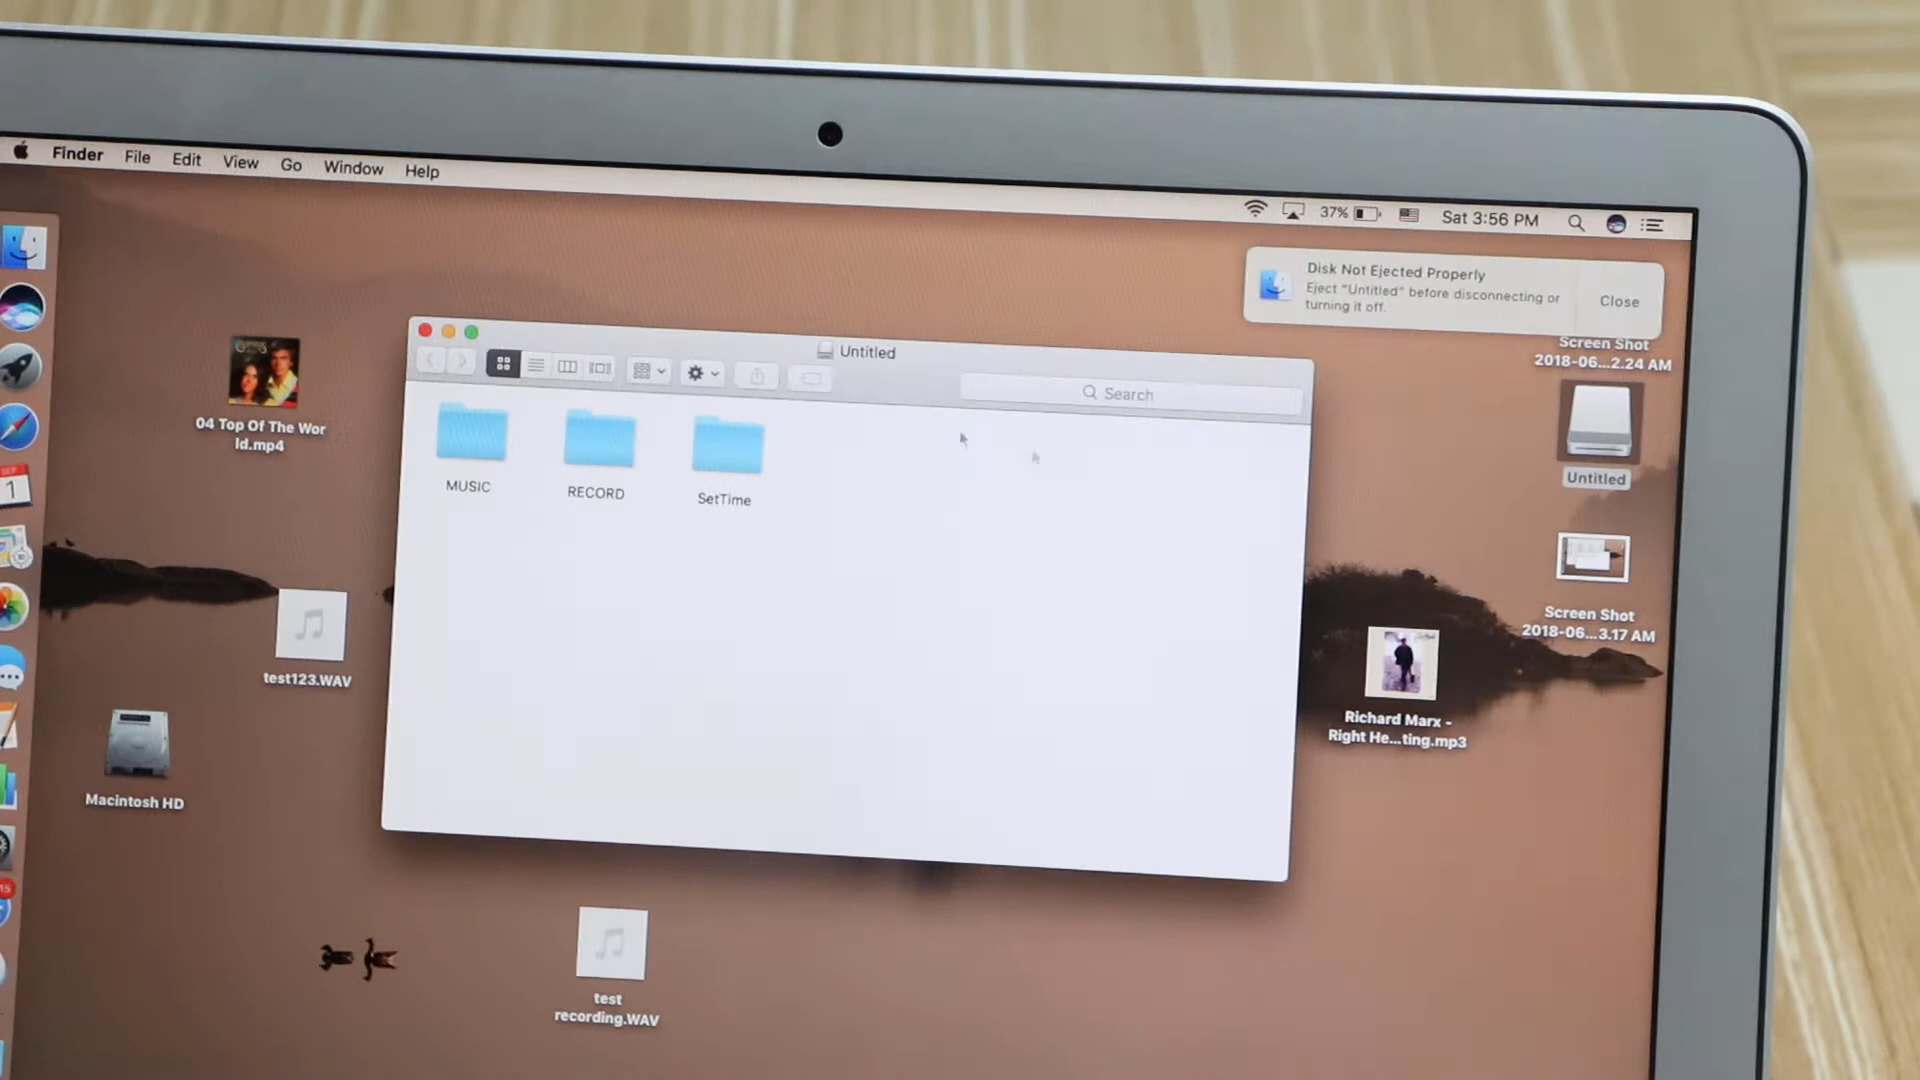 Finder File Edit View Go Window Help
37% Sat 3:56 PM
Disk Not Ejected Properly
Eject "Untitled" before disconnecting or
turning it off.
Close
Untitled
Search
MUSIC
RECORD
SetTime
04 Top Of The Wor
ld.mp4
test123.WAV
Macintosh HD
test
recording.WAV
Screen Shot
2018-06...2.24 AM
Untitled
Screen Shot
2018-06...3.17 AM
Richard Marx -
Right He...ting.mp3
SEP
1
15